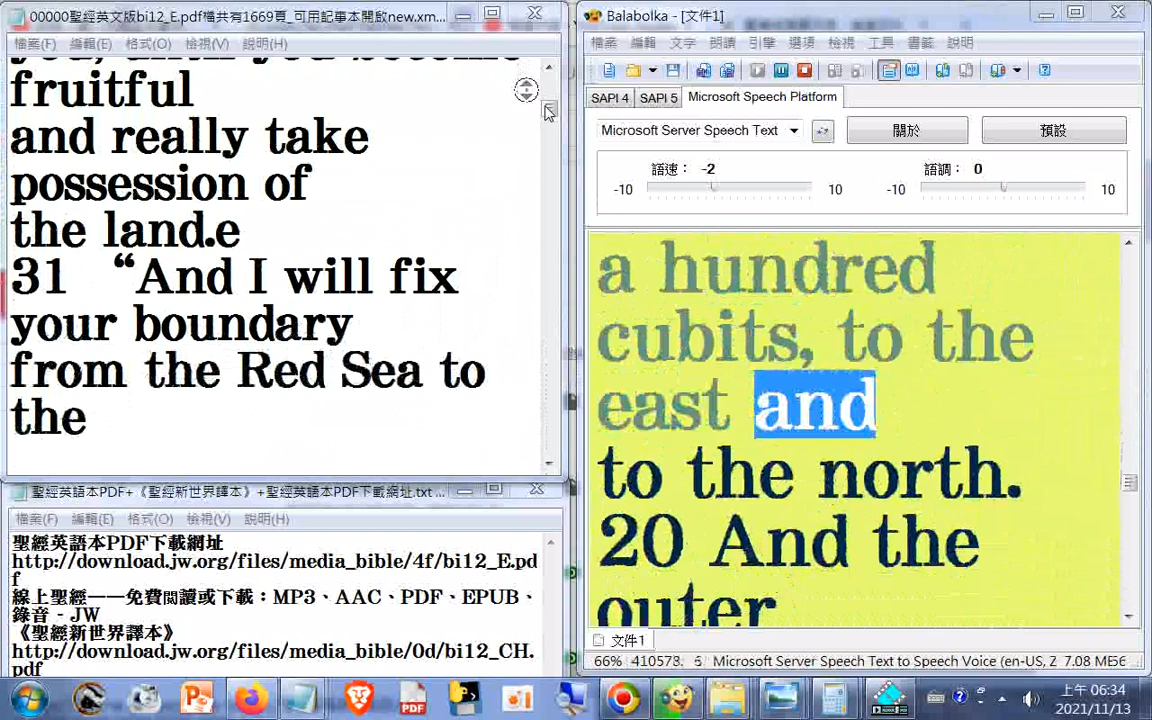 00000聖經英文版bi12_E.pdf檔共有1669頁_可用記事本開啟new.xm...
檔案(F) 編輯(E) 格式(O) 檢視(V) 說明(H)
you, until you become
fruitful
and really take
possession of
the land.e
31 “And I will fix
your boundary
from the Red Sea to
the
聖經英語本PDF+《聖經新世界譯本》+聖經英語本PDF下載網址.txt ...
檔案(F) 編輯(E) 格式(O) 檢視(V) 說明(H)
聖經英語本PDF下載網址
http://download.jw.org/files/media_bible/4f/bi12_E.pd
f
線上聖經——免費閱讀或下載：MP3、AAC、PDF、EPUB、
錄音 - JW
《聖經新世界譯本》
http://download.jw.org/files/media_bible/0d/bi12_CH.
pdf
Balabolka - [文件1]
檔案 編輯 文字 朗讀 引擎 選項 檢視 工具 書籤 說明
SAPI 4 SAPI 5 Microsoft Speech Platform
Microsoft Server Speech Text 關於 預設
語速： -2 語調： 0
-10 10 -10 10
a hundred
cubits, to the
east and
to the north.
20 And the
outer
文件1
66% 410573. Microsoft Server Speech Text to Speech Voice (en-US, Z 7.08 ME56
上午 06:34
2021/11/13